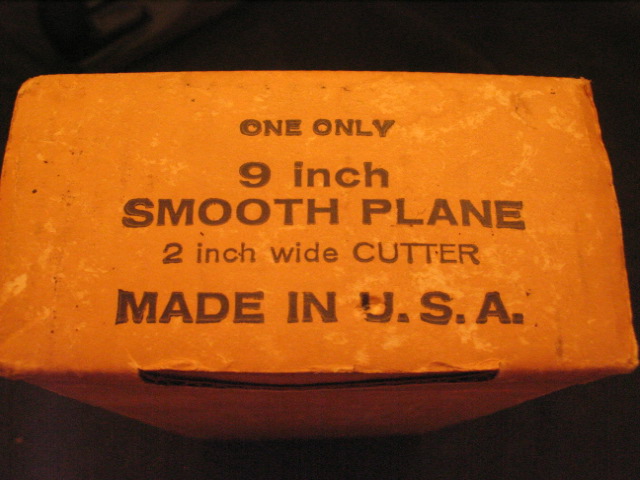 ONE ONLY
9 inch
SMOOTH PLANE
2 inch wide CUTTER
MADE IN U.S.A.